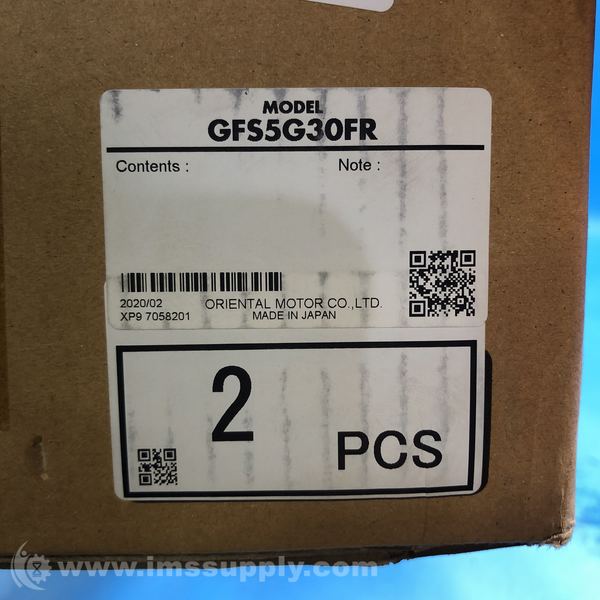 MODEL
GFS5G30FR
Contents : Note :
2020/02 ORIENTAL MOTOR CO.,LTD.
XP9 7058201 MADE IN JAPAN
2 PCS
www.imssupply.com